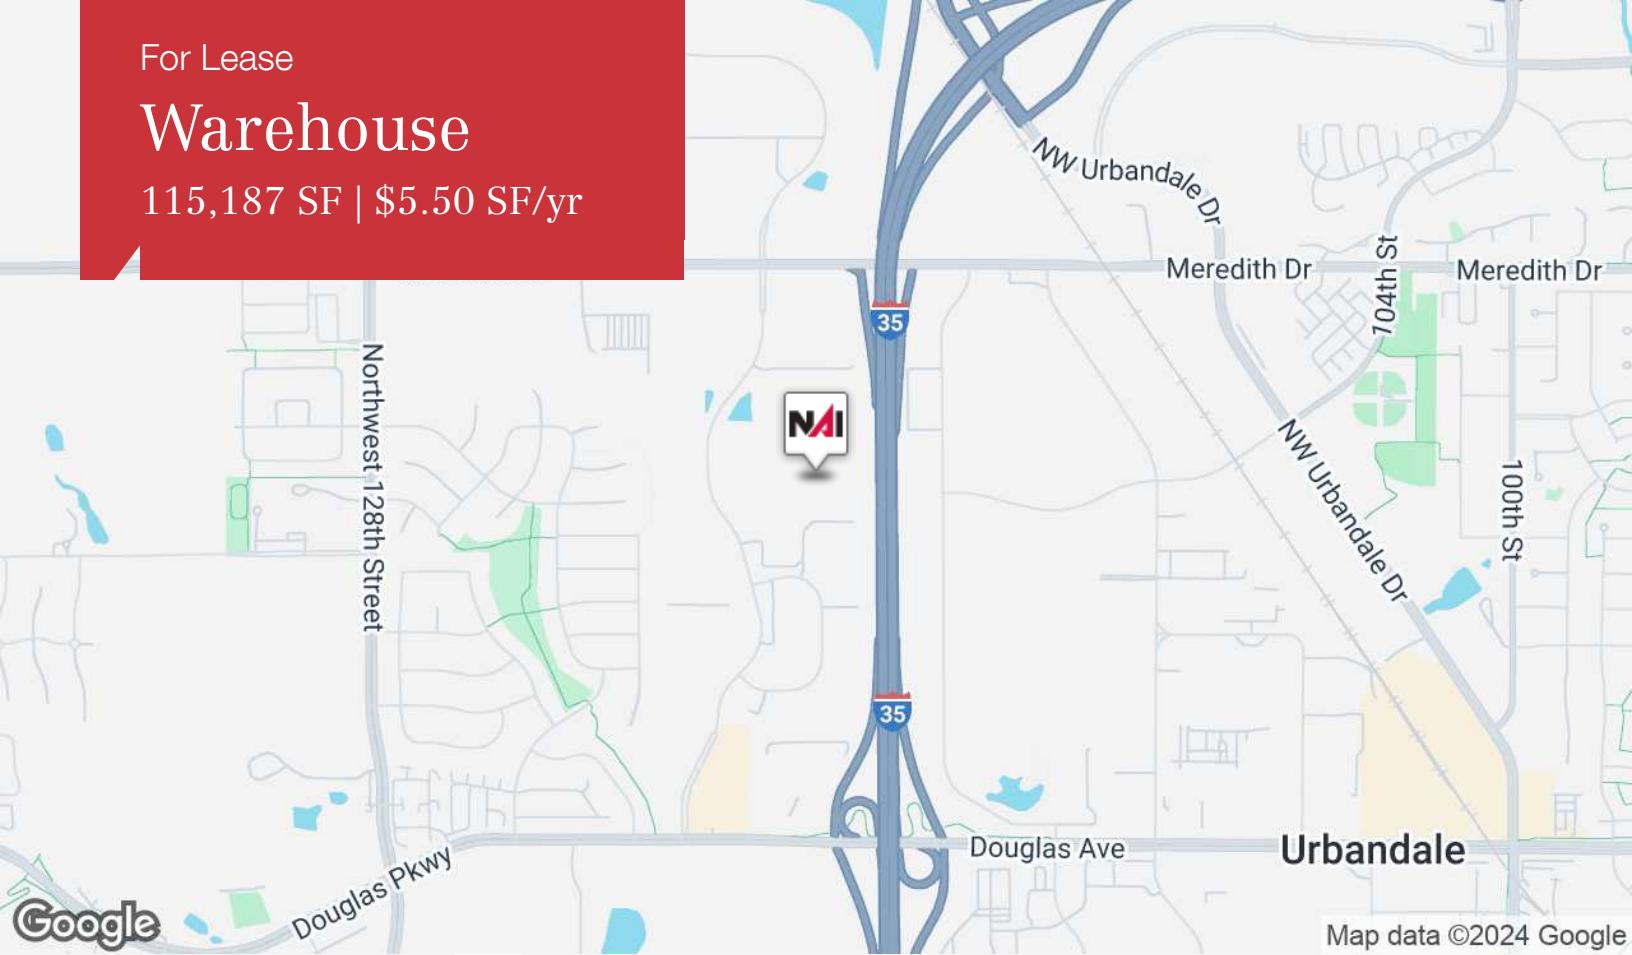 For Lease
Warehouse
115,187 SF | $5.50 SF/yr
NW Urbandale Dr
Meredith Dr
104th St
Meredith Dr
35
Northwest 128th Street
NAI
NW Urbandale Dr
100th St
35
Douglas Ave
Urbandale
Douglas Pkwy
Google
Map data ©2024 Google